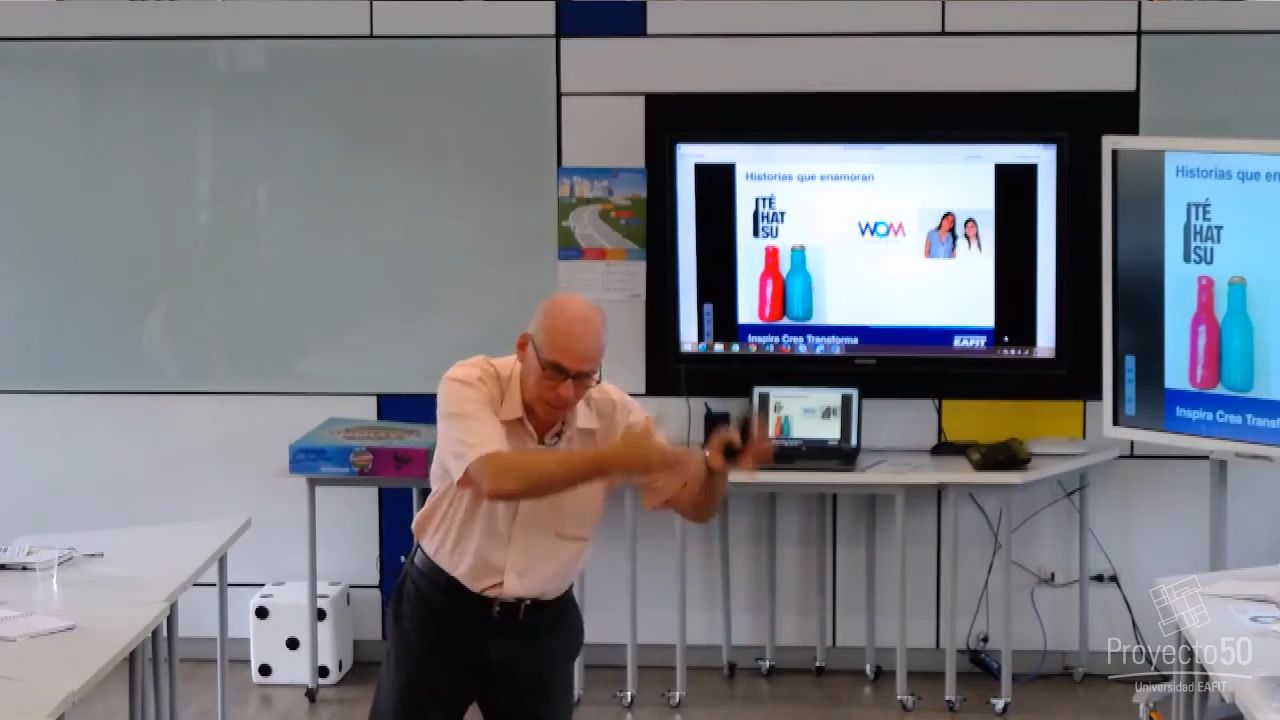 Historias que enamoran
TÉ
HAT
SU
WOM
Inspira Crea Transforma
EAFIT
Historias que en
TÉ
HAT
SU
Inspira Crea Transf
Proyecto50
Universidad EAFIT